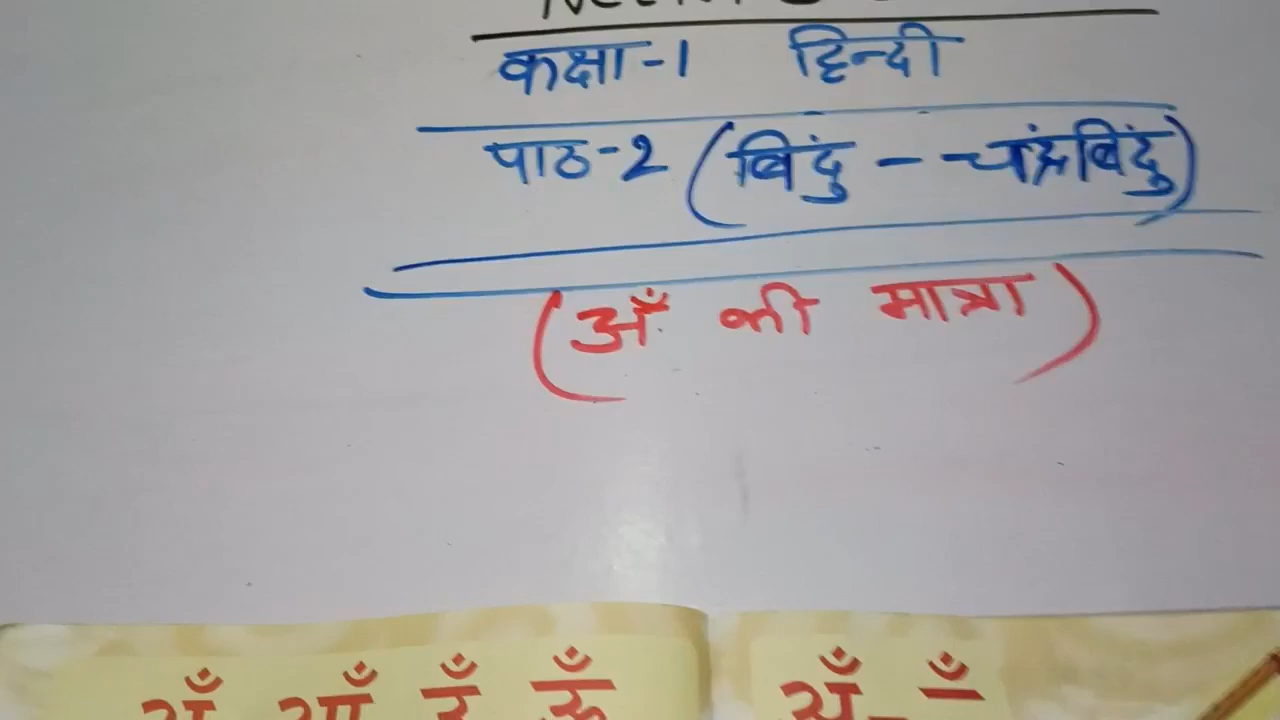 कक्षा-1 हिन्दी
पाठ-2 (बिंदु - चंद्रबिंदु)
(अँ की मात्रा)
अँ आँ इँ ऊँ अँ ँ